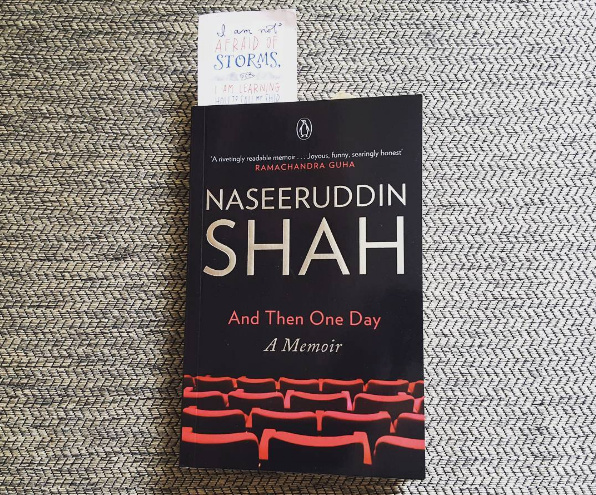 I am not
AFRAID OF
STORMS,
I AM LEARNING
'A rivetingly readable memoir . . . Joyous, funny, searingly honest'
RAMACHANDRA GUHA
NASEERUDDIN
SHAH
And Then One Day
A Memoir